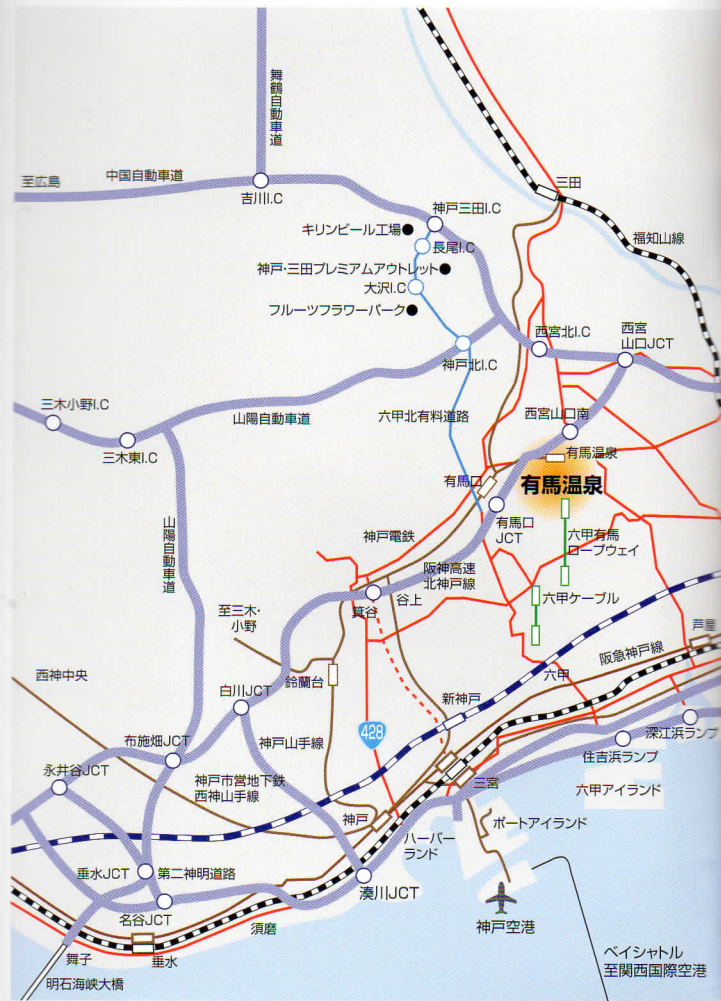 舞鶴自動車道
至広島
中国自動車道
吉川I.C
三田
神戸三田I.C
キリンビール工場
長尾I.C
福知山線
神戸・三田プレミアムアウトレット
大沢I.C
フルーツフラワーパーク
西宮北I.C
西宮
山口JCT
神戸北I.C
三木小野I.C
山陽自動車道
六甲北有料道路
西宮山口南
三木東I.C
有馬温泉
有馬口
有馬温泉
山陽自動車道
神戸電鉄
有馬口
JCT
六甲有馬
ロープウェイ
阪神高速
北神戸線
箕谷
谷上
六甲ケーブル
至三木・
小野
芦屋
阪急神戸線
西神中央
鈴蘭台
六甲
白川JCT
新神戸
428
布施畑JCT
神戸山手線
深江浜ランプ
永井谷JCT
住吉浜ランプ
神戸市営地下鉄
西神山手線
三宮
六甲アイランド
神戸
ポートアイランド
ハーバー
ランド
垂水JCT
第二神明道路
湊川JCT
名谷JCT
須磨
神戸空港
舞子
垂水
ベイシャトル
至関西国際空港
明石海峡大橋